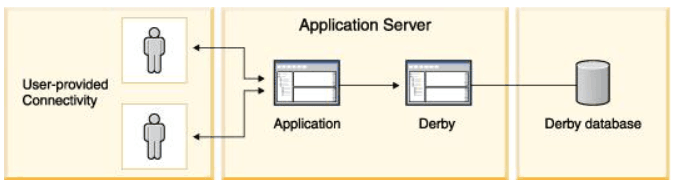 Application Server
User-provided
Connectivity
Application
Derby
Derby database